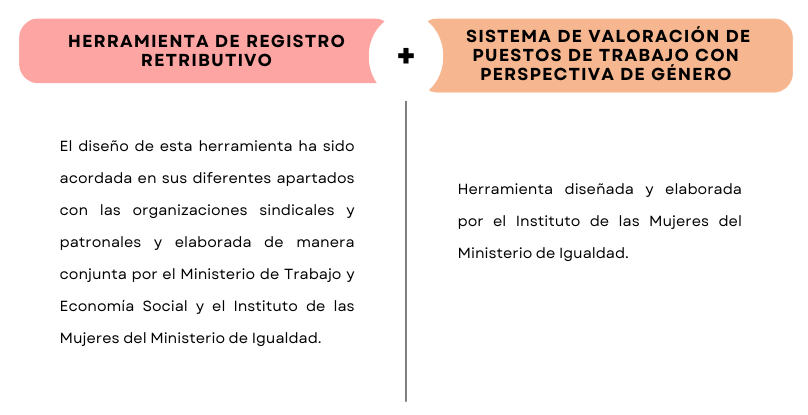 HERRAMIENTA DE REGISTRO
RETRIBUTIVO
+
SISTEMA DE VALORACIÓN DE
PUESTOS DE TRABAJO CON
PERSPECTIVA DE GÉNERO
El diseño de esta herramienta ha sido
acordada en sus diferentes apartados
con las organizaciones sindicales y
patronales y elaborada de manera
conjunta por el Ministerio de Trabajo y
Economía Social y el Instituto de las
Mujeres del Ministerio de Igualdad.
Herramienta diseñada y elaborada
por el Instituto de las Mujeres del
Ministerio de Igualdad.